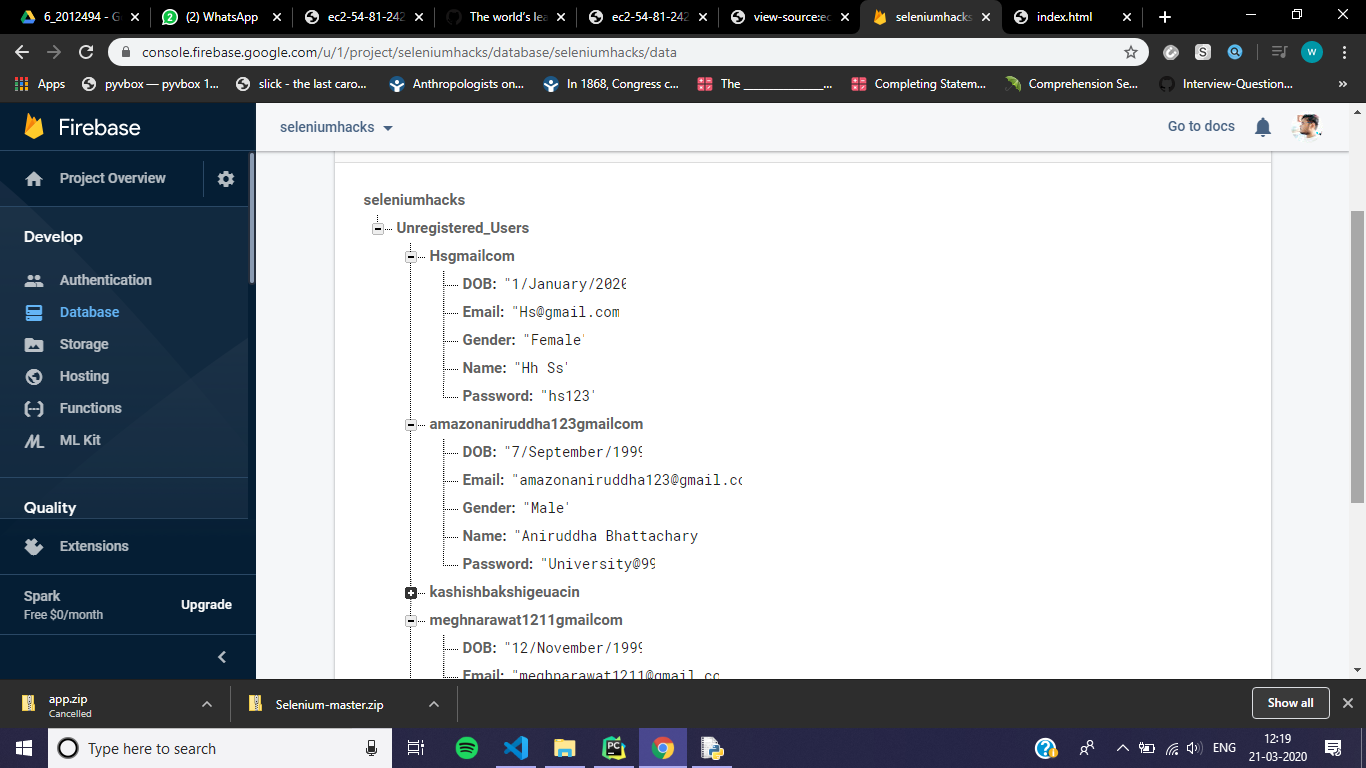 6_2012494 - G
(2) WhatsApp
ec2-54-81-242
The world's lea
ec2-54-81-242
view-source:ec
seleniumhacks
index.html
console.firebase.google.com/u/1/project/seleniumhacks/database/seleniumhacks/data
S
w
Apps
pyvbox — pyvbox 1...
slick - the last caro...
Anthropologists on...
In 1868, Congress c...
The ______________...
Completing Statem...
Comprehension Se...
Interview-Question...
»
Firebase
seleniumhacks
Go to docs
Project Overview
Develop
Authentication
Database
Storage
Hosting
Functions
ML Kit
Quality
Extensions
Spark
Free $0/month
Upgrade
seleniumhacks
Unregistered_Users
Hsgmailcom
DOB: "1/January/2020
Email: "Hs@gmail.com
Gender: "Female"
Name: "Hh Ss"
Password: "hs123"
amazonaniruddha123gmailcom
DOB: "7/September/1999
Email: "amazonaniruddha123@gmail.co
Gender: "Male"
Name: "Aniruddha Bhattachary
Password: "University@99
kashishbakshigeuacin
meghnarawat1211gmailcom
DOB: "12/November/1999
Email: "meghnarawat1211@gmail.co
app.zip
Cancelled
Selenium-master.zip
Show all
Type here to search
PC
ENG
12:19
21-03-2020